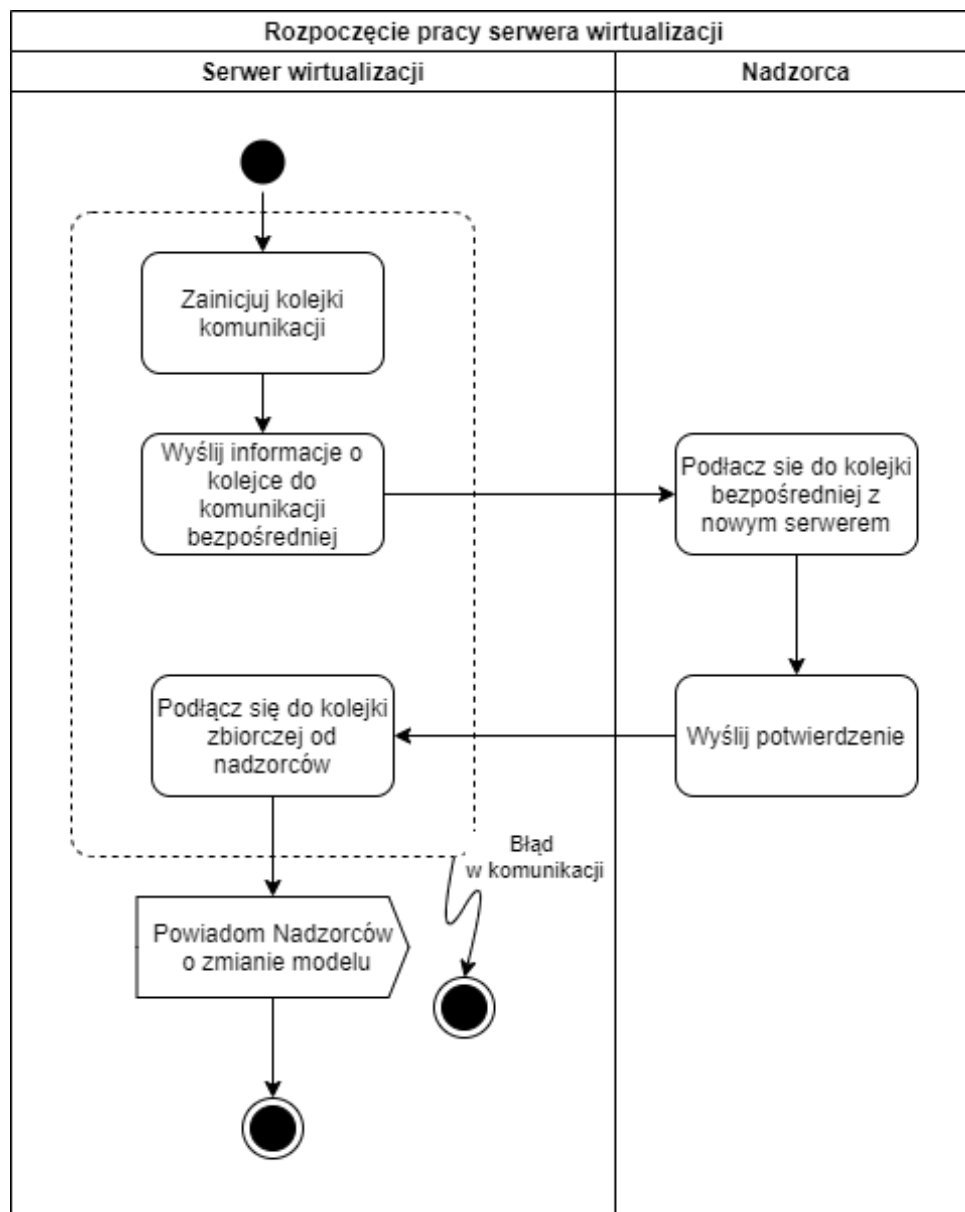 Rozpoczęcie pracy serwera wirtualizacji
Serwer wirtualizacji
Nadzorca
Zainicjuj kolejki
komunikacji
Wyślij informacje o
kolejce do
komunikacji
bezpośredniej
Podłacz sie do kolejki
bezpośredniej z
nowym serwerem
Podłącz się do kolejki
zbiorczej od
nadzorców
Wyślij potwierdzenie
Błąd
w komunikacji
Powiadom Nadzorców
o zmianie modelu